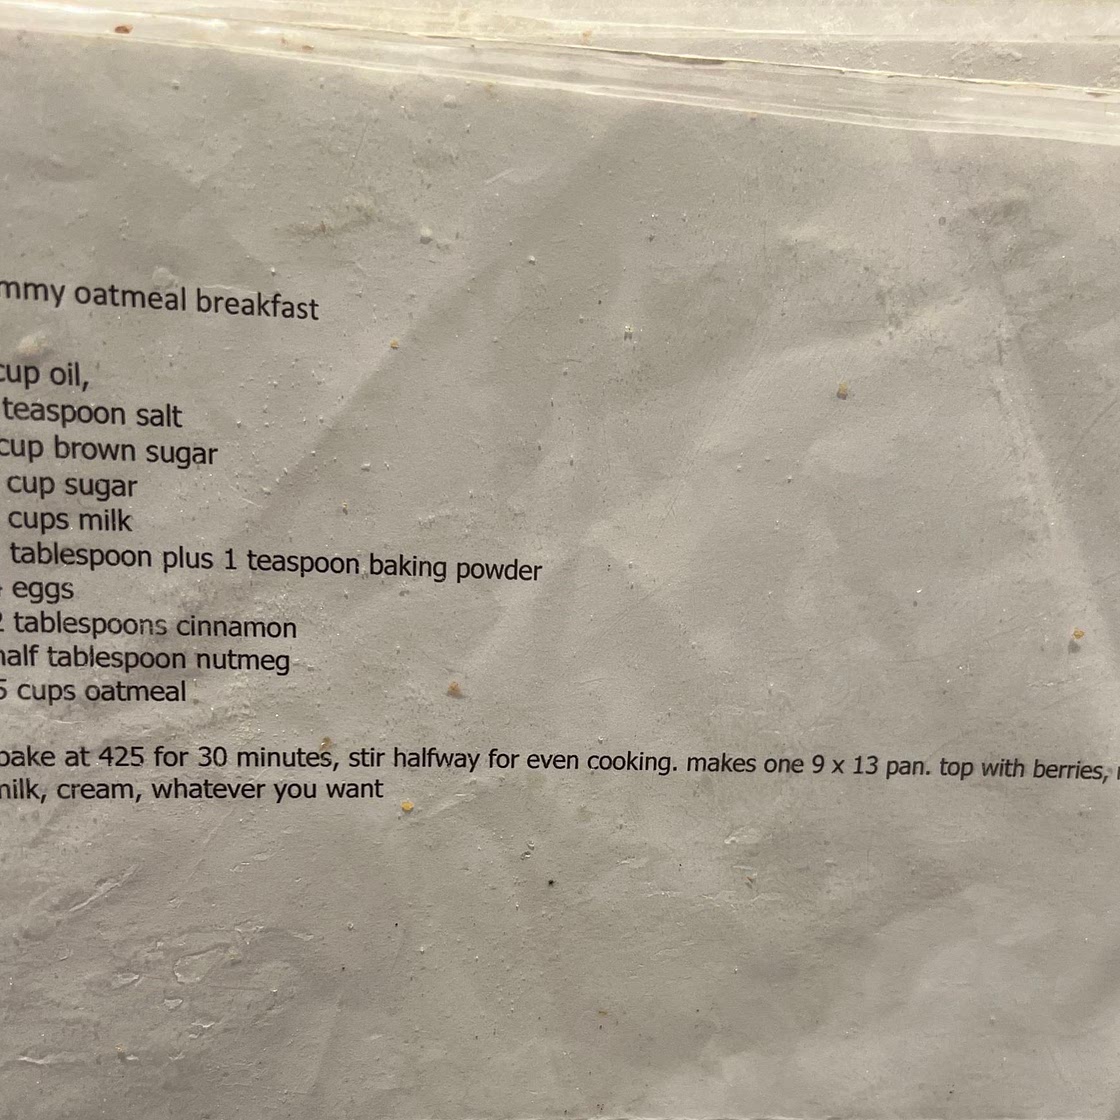 mmy oatmeal breakfast
cup oil,
teaspoon salt
cup brown sugar
cup sugar
cups milk
tablespoon plus 1 teaspoon baking powder
eggs
2 tablespoons cinnamon
half tablespoon nutmeg
5 cups oatmeal
bake at 425 for 30 minutes, stir halfway for even cooking. makes one 9 x 13 pan. top with berries,
milk, cream, whatever you want